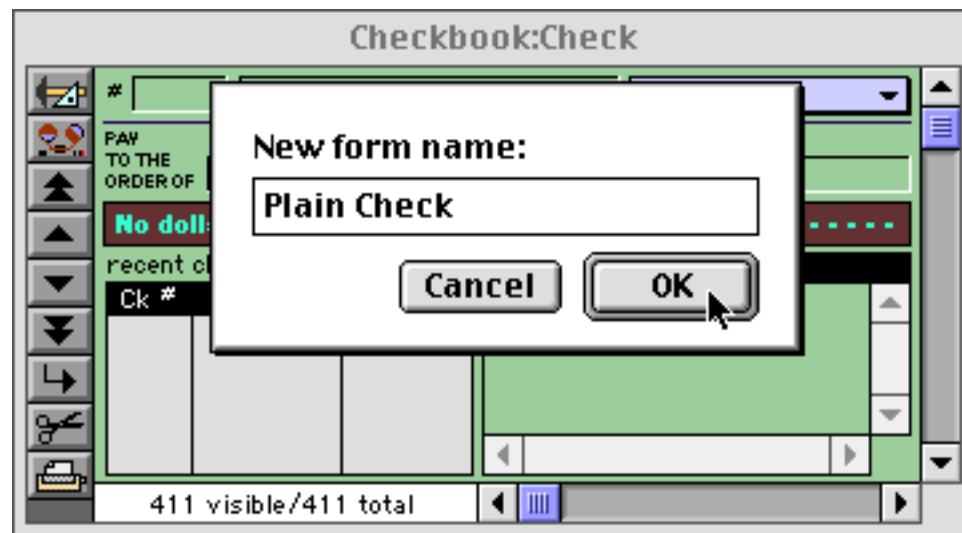 Checkbook:Check
#
PAY
TO THE
ORDER OF
New form name:
Plain Check
No doll
Cancel
OK
recent
Ck #
411 visible/411 total